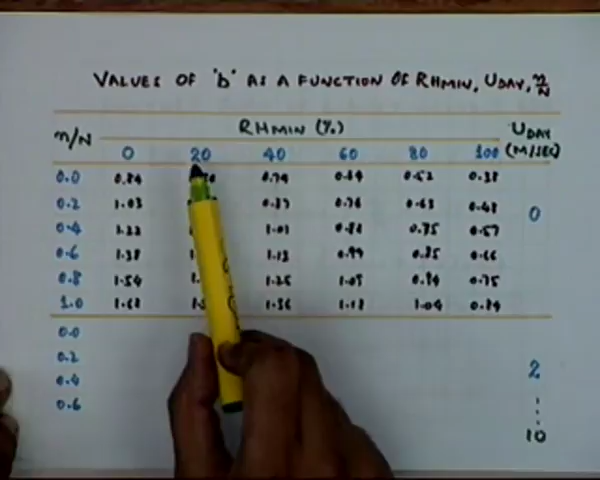 VALUES OF 'b' AS A FUNCTION OF RHMIN, UDAY, n/N
RHMIN (%)
n/N 0 20 40 60 80 100 UDAY (M/SEC)
0.0 0.84 0.74 0.64 0.52 0.38
0.2 1.03 0.87 0.76 0.63 0.48
0.4 1.22 1.01 0.88 0.75 0.57
0
0.6 1.38 1.13 0.99 0.85 0.66
0.8 1.54 1.25 1.09 0.94 0.75
1.0 1.68 1.36 1.18 1.04 0.84
0.0
0.2
0.4 2
0.6
10